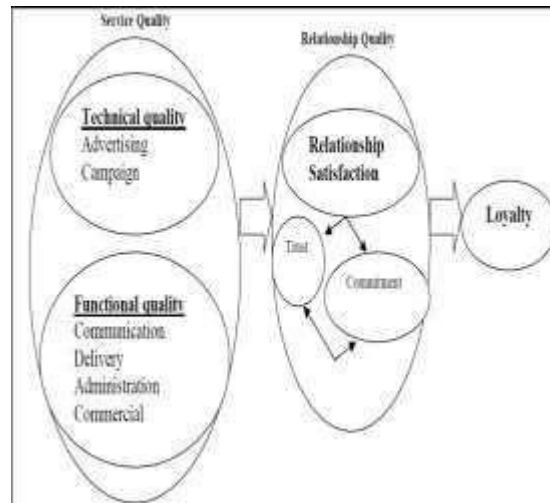 Service Quality
Relationship Quality
Technical quality
Advertising
Campaign
Relationship
Satisfaction
Loyalty
Trust
Commitment
Functional quality
Communication
Delivery
Administration
Commercial